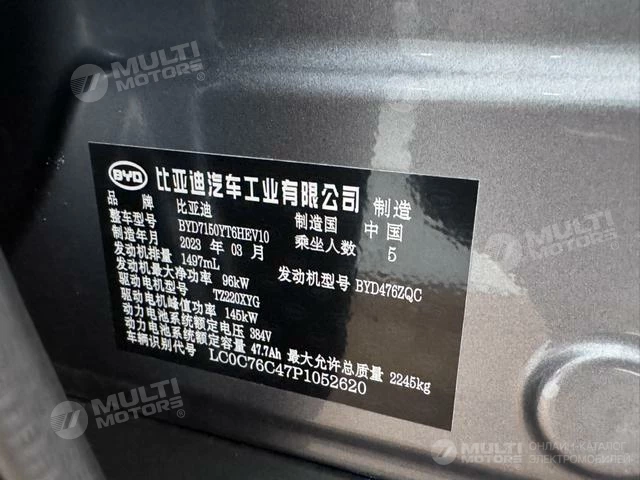 BYD 比亚迪汽车工业有限公司 制造
品 牌 比亚迪 制造国 中国
整车型号 BYD7150YT6HEV10 乘坐人数 5
制造年月 2023 年 03 月
发动机排量 1497mL 发动机型号 BYD476ZQC
发动机最大净功率 96kW
驱动电机型号 TZ220XYG
驱动电机峰值功率 145kW
动力电池系统额定电压 384V
动力电池系统额定容量 47.7Ah 最大允许总质量 2245kg
车辆识别代号 LC0C76C47P1052620
MULTI MOTORS®
MULTI MOTORS®
MULTI MOTORS®
MULTI MOTORS ОНЛАЙН-КАТАЛОГ ЭЛЕКТРОМОБИЛЕЙ